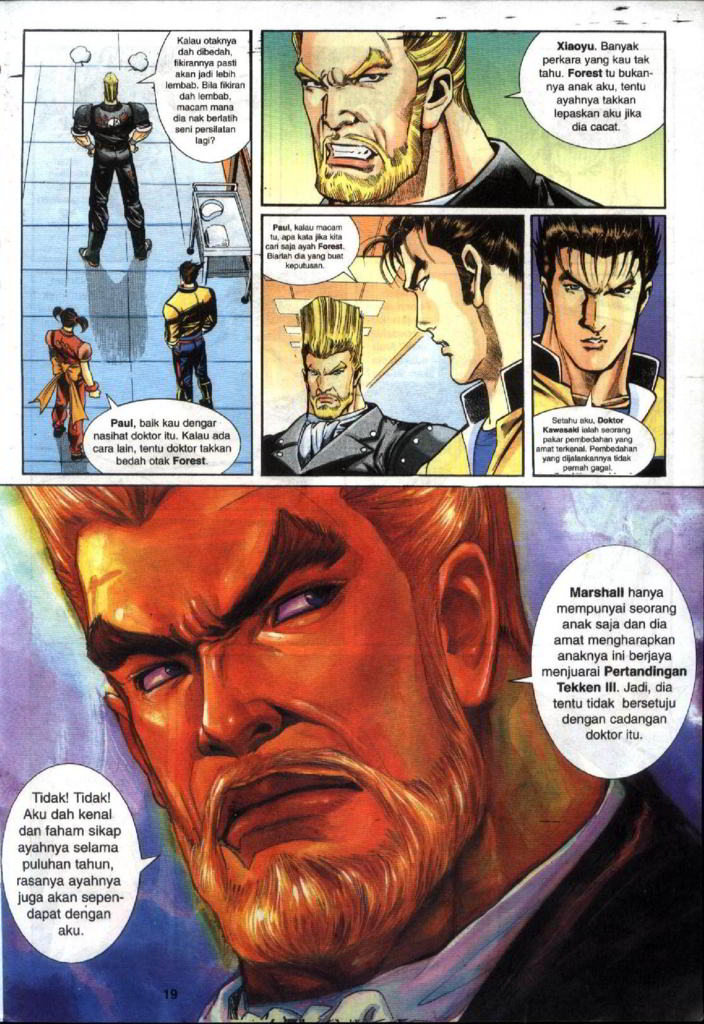 Kalau otaknya
dah dibedah,
fikirannya pasti
akan jadi lebih
lembab. Bila fikiran
dah lembab,
macam mana
dia nak berlatih
seni persilatan
lagi?
Paul, baik kau dengar
nasihat doktor itu. Kalau ada
cara lain, tentu doktor takkan
bedah otak Forest.
Xiaoyu. Banyak
perkara yang kau tak
tahu. Forest tu bukan-
nya anak aku, tentu
ayahnya takkan
lepaskan aku jika
dia cacat.
Paul, kalau macam
tu, apa kata jika kita
cari saja ayah Forest.
Biarlah dia yang buat
keputusan.
Setahu aku, Doktor
Kawasaki ialah seorang
pakar pembedahan yang
amat terkenal. Pembedahan
yang dijalankannya tidak
pernah gagal.
Marshall hanya
mempunyai seorang
anak saja dan dia
amat mengharapkan
anaknya ini berjaya
menjuarai Pertandingan
Tekken III. Jadi, dia
tentu tidak bersetuju
dengan cadangan
doktor itu.
Tidak! Tidak!
Aku dah kenal
dan faham sikap
ayahnya selama
puluhan tahun,
rasanya ayahnya
juga akan sepen-
dapat dengan
aku.
19